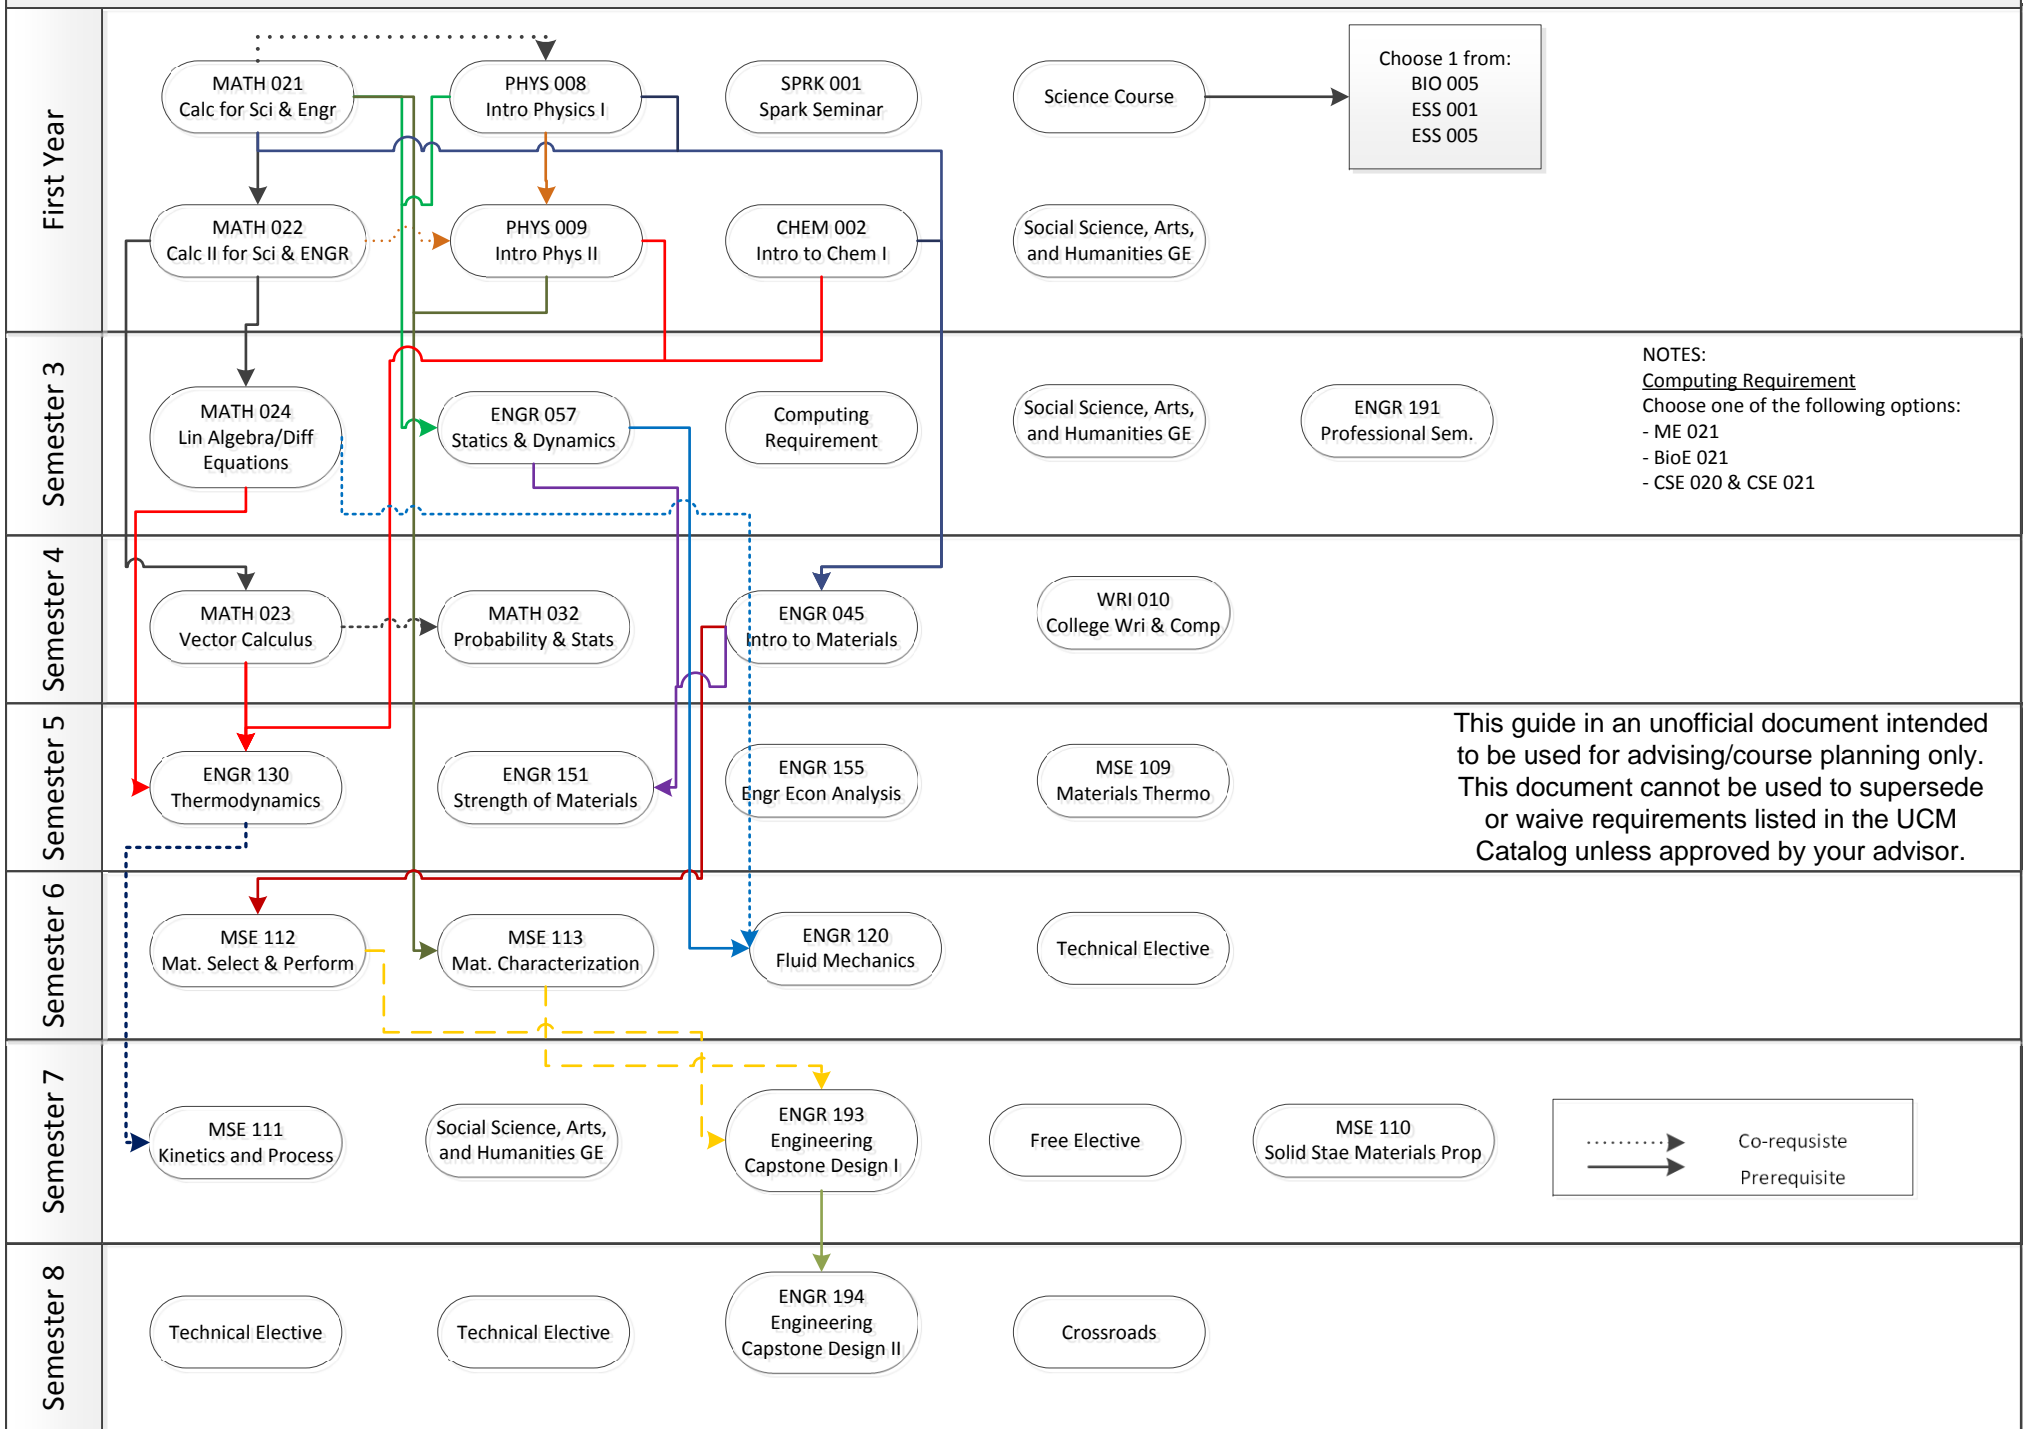 First Year
MATH 021
Calc for Sci & Engr
PHYS 008
Intro Physics I
SPRK 001
Spark Seminar
Science Course
Choose 1 from:
BIO 005
ESS 001
ESS 005
MATH 022
Calc II for Sci & ENGR
PHYS 009
Intro Phys II
CHEM 002
Intro to Chem I
Social Science, Arts,
and Humanities GE
Semester 3
MATH 024
Lin Algebra/Diff
Equations
ENGR 057
Statics & Dynamics
Computing
Requirement
Social Science, Arts,
and Humanities GE
ENGR 191
Professional Sem.
NOTES:
Computing Requirement
Choose one of the following options:
- ME 021
- BioE 021
- CSE 020 & CSE 021
Semester 4
MATH 023
Vector Calculus
MATH 032
Probability & Stats
ENGR 045
Intro to Materials
WRI 010
College Wri & Comp
Semester 5
ENGR 130
Thermodynamics
ENGR 151
Strength of Materials
ENGR 155
Engr Econ Analysis
MSE 109
Materials Thermo
This guide in an unofficial document intended
to be used for advising/course planning only.
This document cannot be used to supersede
or waive requirements listed in the UCM
Catalog unless approved by your advisor.
Semester 6
MSE 112
Mat. Select & Perform
MSE 113
Mat. Characterization
ENGR 120
Fluid Mechanics
Technical Elective
Semester 7
MSE 111
Kinetics and Process
Social Science, Arts,
and Humanities GE
ENGR 193
Engineering
Capstone Design I
Free Elective
MSE 110
Solid Stae Materials Prop
Co-requsiste
Prerequisite
Semester 8
Technical Elective
Technical Elective
ENGR 194
Engineering
Capstone Design II
Crossroads